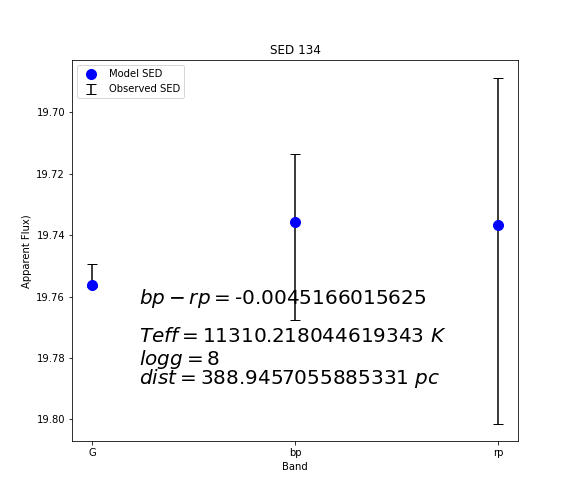 SED 134
Model SED
Observed SED
19.70
19.72
19.74
19.76
19.78
19.80
Apparent Flux)
bp − rp = -0.0045166015625
Teff = 11310.218044619343 K
logg = 8
dist = 388.9457055885331 pc
G bp rp
Band